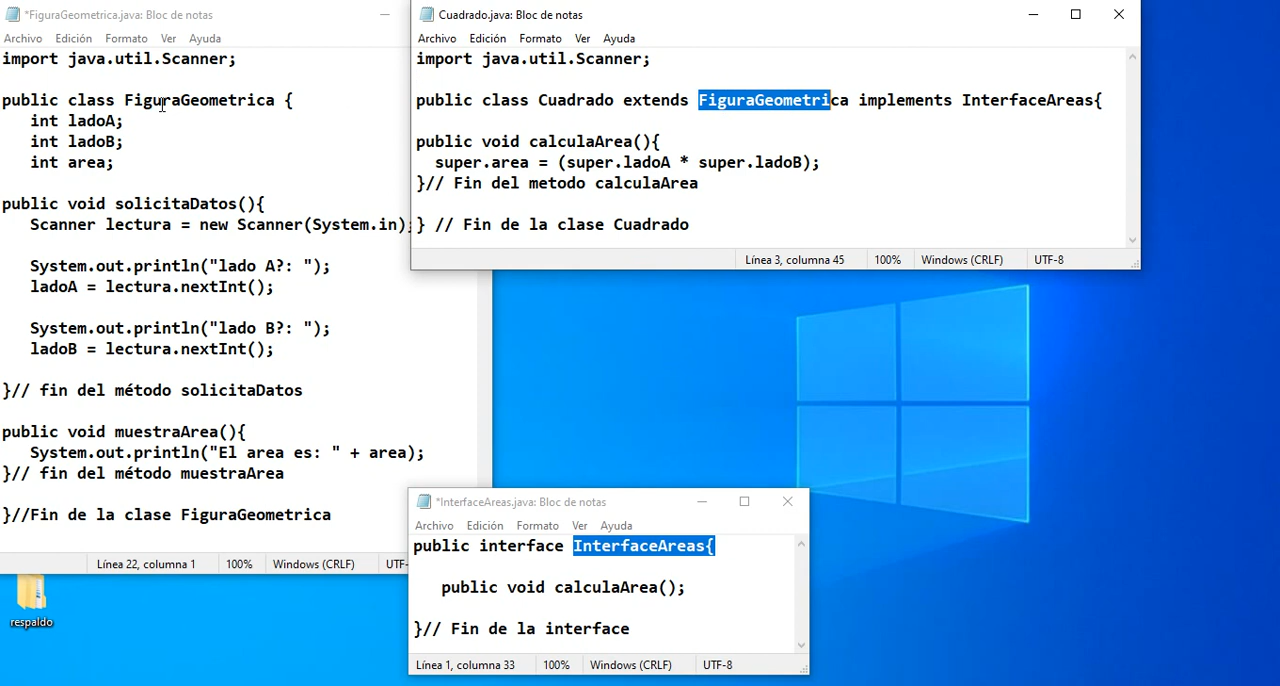 *FiguraGeometrica.java: Bloc de notas
Archivo Edición Formato Ver Ayuda
import java.util.Scanner;
public class FiguraGeometrica {
int ladoA;
int ladoB;
int area;
public void solicitaDatos(){
Scanner lectura = new Scanner(System.in);
System.out.println("lado A?: ");
ladoA = lectura.nextInt();
System.out.println("lado B?: ");
ladoB = lectura.nextInt();
}// fin del método solicitaDatos
public void muestraArea(){
System.out.println("El area es: " + area);
}// fin del método muestraArea
}//Fin de la clase FiguraGeometrica
Línea 22, columna 1 100% Windows (CRLF) UTF-
Cuadrado.java: Bloc de notas
Archivo Edición Formato Ver Ayuda
import java.util.Scanner;
public class Cuadrado extends FiguraGeometrica implements InterfaceAreas{
public void calculaArea(){
super.area = (super.ladoA * super.ladoB);
}// Fin del metodo calculaArea
} // Fin de la clase Cuadrado
Línea 3, columna 45 100% Windows (CRLF) UTF-8
*InterfaceAreas.java: Bloc de notas
Archivo Edición Formato Ver Ayuda
public interface InterfaceAreas{
public void calculaArea();
}// Fin de la interface
Línea 1, columna 33 100% Windows (CRLF) UTF-8
respaldo